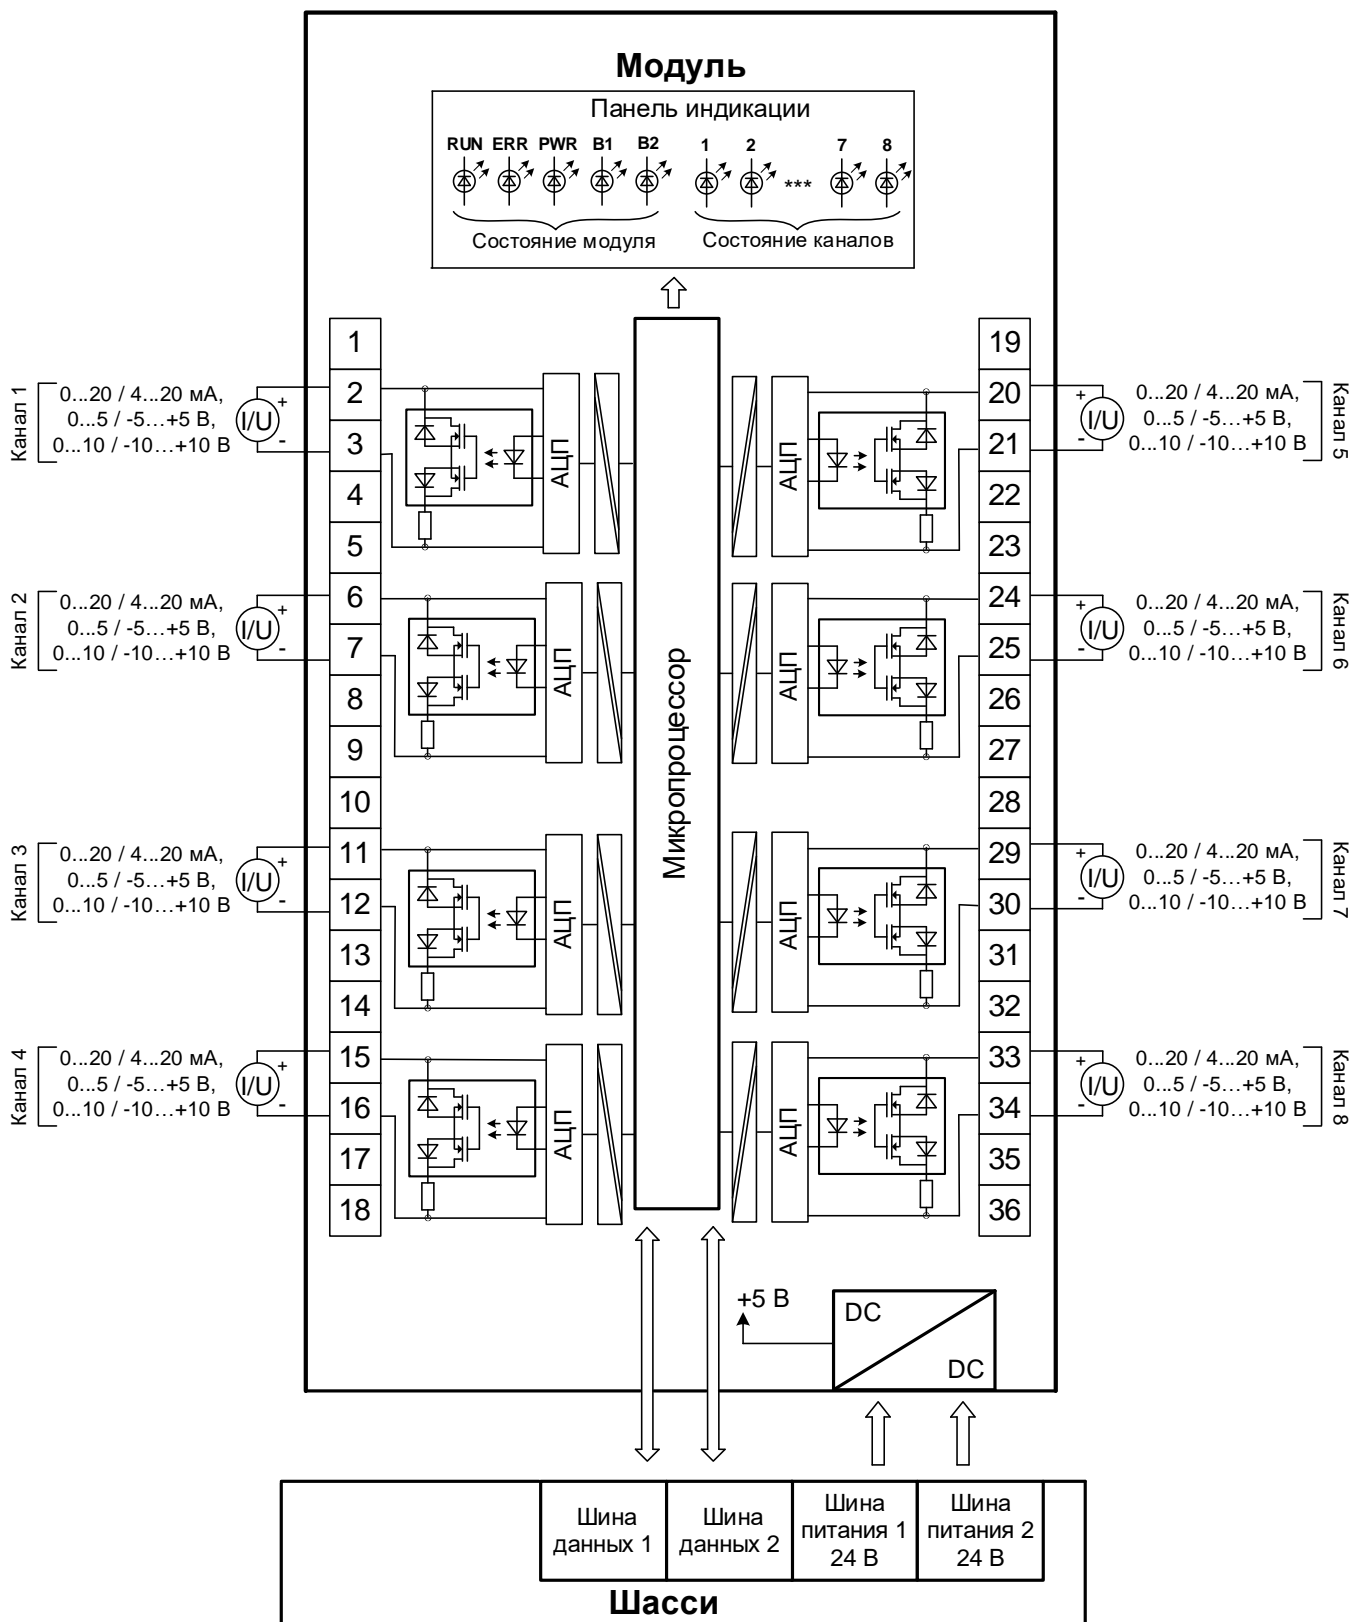 Модуль
Панель индикации
RUN ERR PWR B1 B2 1 2 *** 7 8
Состояние модуля Состояние каналов
Канал 1
0...20 / 4...20 мА,
0...5 / -5...+5 В,
0...10 / -10...+10 В
I/U
+
-
Канал 2
0...20 / 4...20 мА,
0...5 / -5...+5 В,
0...10 / -10...+10 В
I/U
+
-
Канал 3
0...20 / 4...20 мА,
0...5 / -5...+5 В,
0...10 / -10...+10 В
I/U
+
-
Канал 4
0...20 / 4...20 мА,
0...5 / -5...+5 В,
0...10 / -10...+10 В
I/U
+
-
1
2
3
4
5
6
7
8
9
10
11
12
13
14
15
16
17
18
АЦП
АЦП
АЦП
АЦП
Микропроцессор
АЦП
АЦП
АЦП
АЦП
19
20
21
22
23
24
25
26
27
28
29
30
31
32
33
34
35
36
+
-
I/U
0...20 / 4...20 мА,
0...5 / -5...+5 В,
0...10 / -10...+10 В
Канал 5
+
-
I/U
0...20 / 4...20 мА,
0...5 / -5...+5 В,
0...10 / -10...+10 В
Канал 6
+
-
I/U
0...20 / 4...20 мА,
0...5 / -5...+5 В,
0...10 / -10...+10 В
Канал 7
+
-
I/U
0...20 / 4...20 мА,
0...5 / -5...+5 В,
0...10 / -10...+10 В
Канал 8
+5 В
DC
DC
Шина
данных 1
Шина
данных 2
Шина
питания 1
24 В
Шина
питания 2
24 В
Шасси